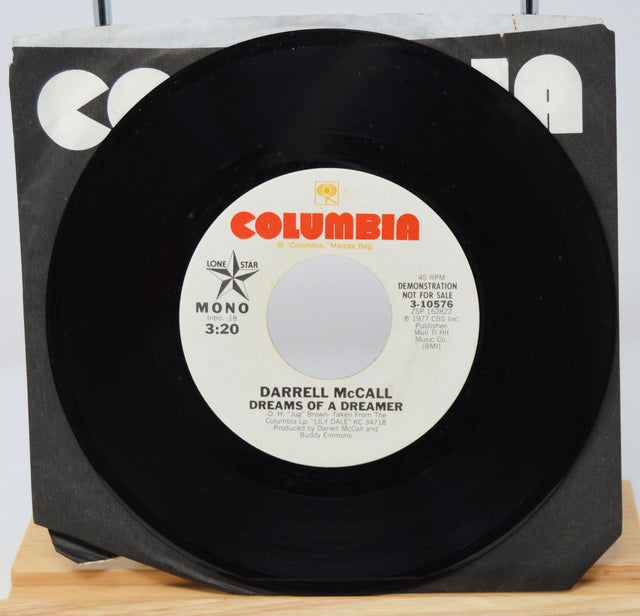 CO IA
COLUMBIA
® "Columbia," Marcas Reg.
LONE STAR
MONO
Intro. :18
3:20
45 RPM
DEMONSTRATION
NOT FOR SALE
3-10576
ZSP 162822
℗ 1977 CBS Inc.
Publisher:
Mull Ti Hit
Music Co.
(BMI)
DARRELL McCALL
DREAMS OF A DREAMER
-D. H. "Jug" Brown- Taken From The
Columbia Lp: "LILY DALE" KC 34718
Produced by Darrell McCall and
Buddy Emmons